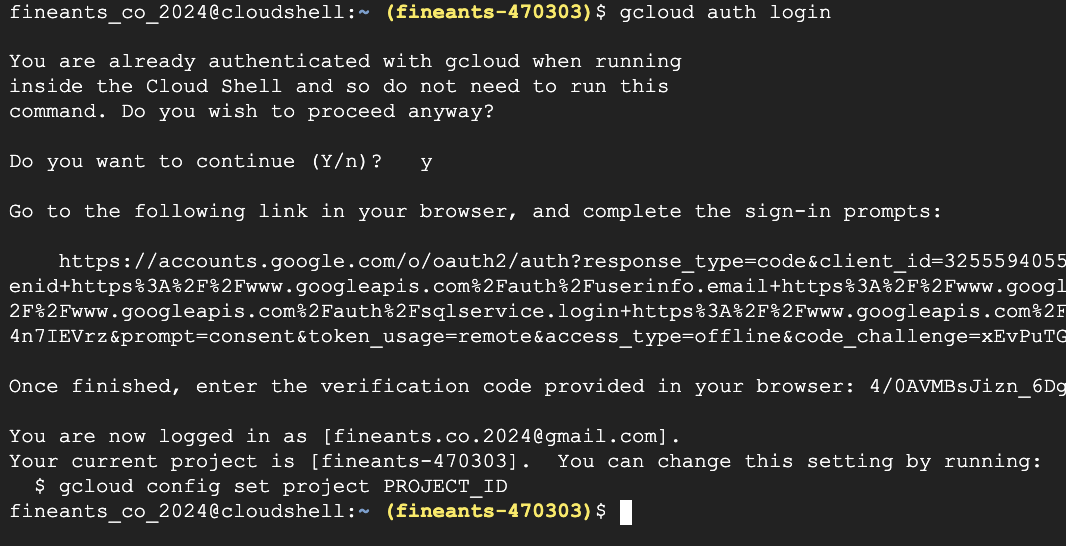 fineants_co_2024@cloudshell:~ (fineants-470303)$ gcloud auth login
You are already authenticated with gcloud when running
inside the Cloud Shell and so do not need to run this
command. Do you wish to proceed anyway?
Do you want to continue (Y/n)?   y
Go to the following link in your browser, and complete the sign-in prompts:
https://accounts.google.com/o/oauth2/auth?response_type=code&client_id=3255594055
enid+https%3A%2F%2Fwww.googleapis.com%2Fauth%2Fuserinfo.email+https%3A%2F%2Fwww.googl
2F%2Fwww.googleapis.com%2Fauth%2Fsqlservice.login+https%3A%2F%2Fwww.googleapis.com%2F
4n7IEVrz&prompt=consent&token_usage=remote&access_type=offline&code_challenge=xEvPuTG
Once finished, enter the verification code provided in your browser: 4/0AVMBsJizn_6Dg
You are now logged in as [fineants.co.2024@gmail.com].
Your current project is [fineants-470303].  You can change this setting by running:
$ gcloud config set project PROJECT_ID
fineants_co_2024@cloudshell:~ (fineants-470303)$